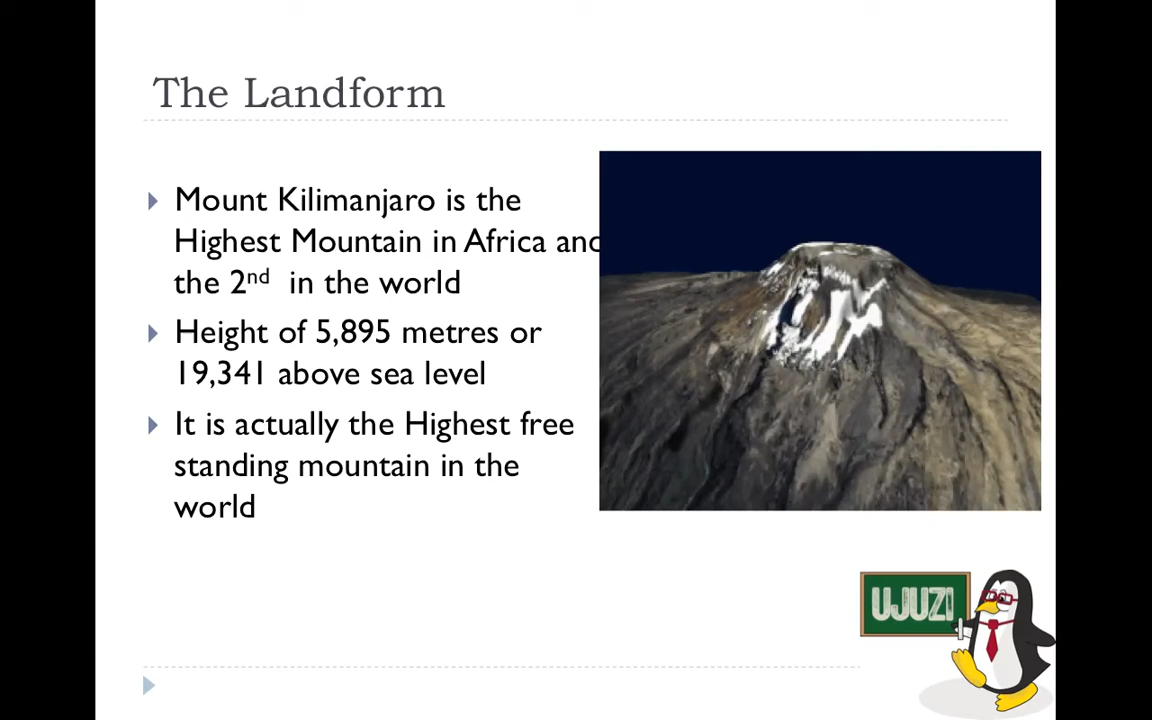 The Landform
Mount Kilimanjaro is the
Highest Mountain in Africa and
the 2nd in the world
Height of 5,895 metres or
19,341 above sea level
It is actually the Highest free
standing mountain in the
world
UJUZI